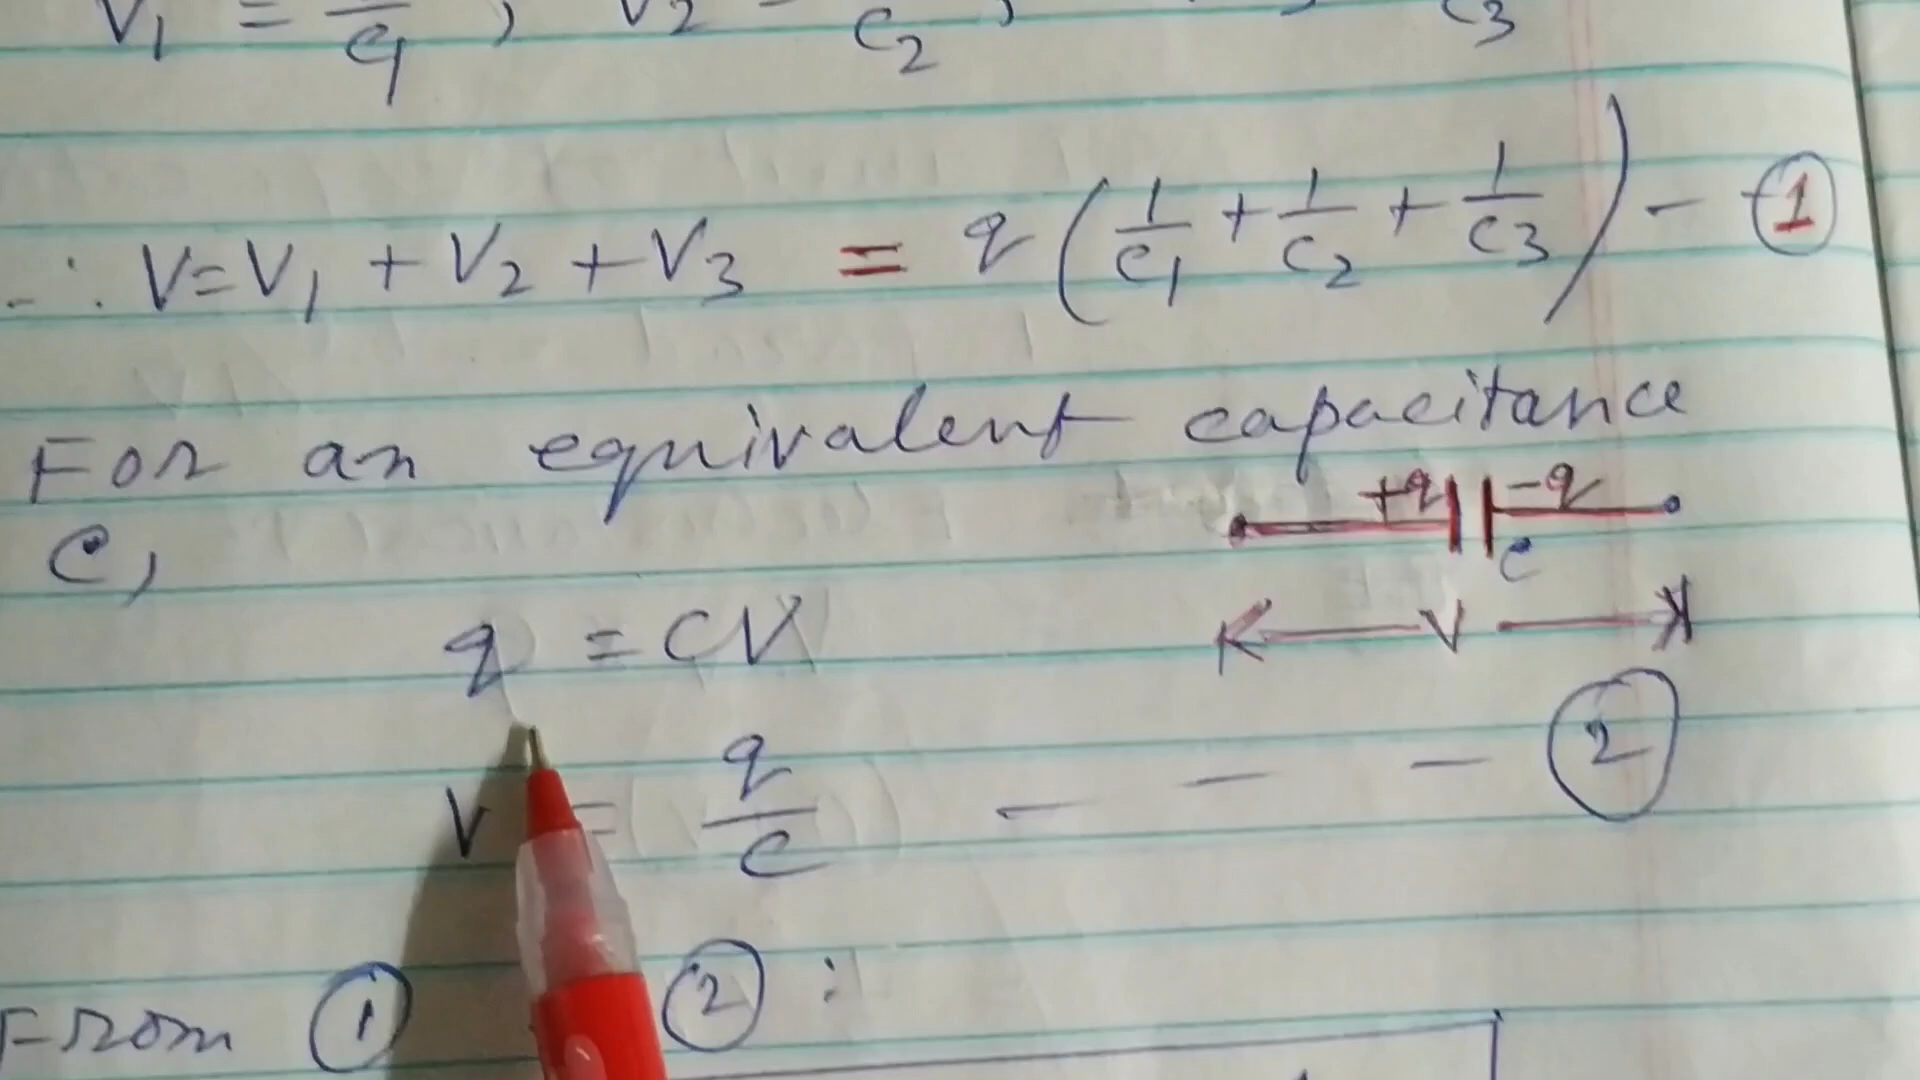 V₁ = /C₁ , V₂ C₂ , C₃
∴ V = V₁ + V₂ + V₃ = q (1/C₁ + 1/C₂ + 1/C₃) - ①
For an equivalent capacitance
C,
+q -q
C
q = CV
V
V = q/C - - - ②
From ① ② :